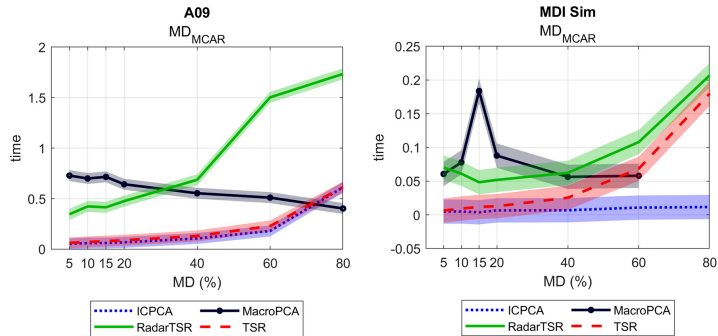 A09
MD_MCAR
2
1.5
1
0.5
0
time
5 10 15 20 40 60 80
MD (%)
ICPCA MacroPCA
RadarTSR TSR
MDI Sim
MD_MCAR
0.25
0.2
0.15
0.1
0.05
0
-0.05
time
5 10 15 20 40 60 80
MD (%)
ICPCA MacroPCA
RadarTSR TSR